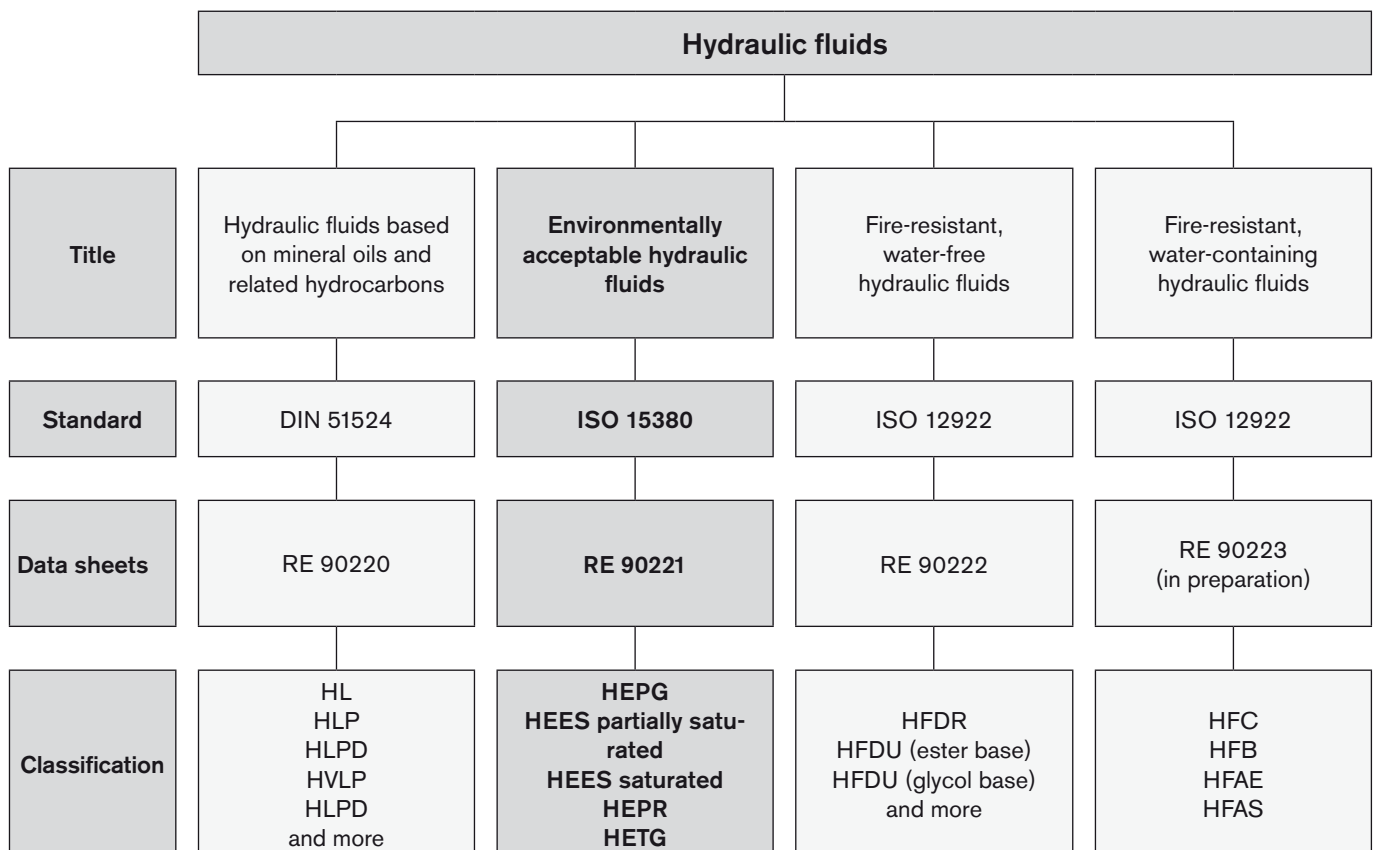 Hydraulic fluids
Title
Hydraulic fluids based
on mineral oils and
related hydrocarbons
Environmentally
acceptable hydraulic
fluids
Fire-resistant,
water-free
hydraulic fluids
Fire-resistant,
water-containing
hydraulic fluids
Standard
DIN 51524
ISO 15380
ISO 12922
ISO 12922
Data sheets
RE 90220
RE 90221
RE 90222
RE 90223
(in preparation)
Classification
HL
HLP
HLPD
HVLP
HLPD
and more
HEPG
HEES partially satu-
rated
HEES saturated
HEPR
HETG
HFDR
HFDU (ester base)
HFDU (glycol base)
and more
HFC
HFB
HFAE
HFAS